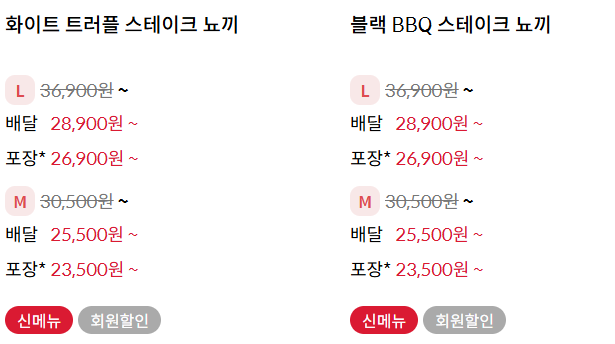 화이트 트러플 스테이크 뇨끼
L 36,900원 ~
배달 28,900원 ~
포장* 26,900원 ~
M 30,500원 ~
배달 25,500원 ~
포장* 23,500원 ~
신메뉴 회원할인
블랙 BBQ 스테이크 뇨끼
L 36,900원 ~
배달 28,900원 ~
포장* 26,900원 ~
M 30,500원 ~
배달 25,500원 ~
포장* 23,500원 ~
신메뉴 회원할인